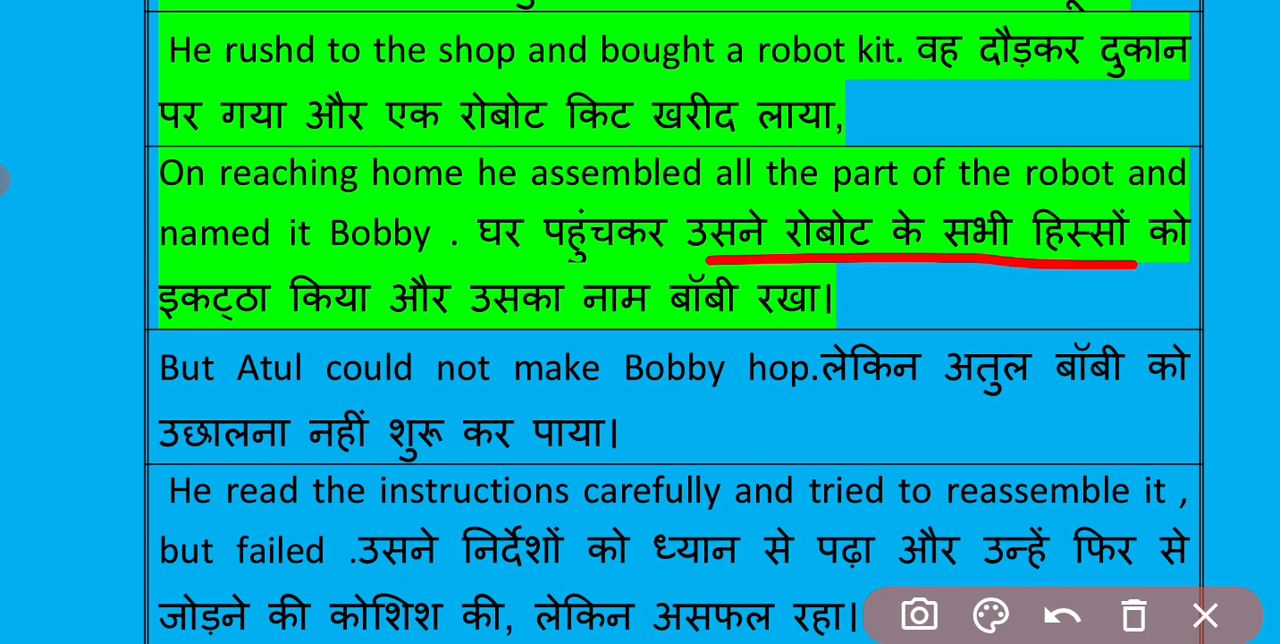 He rushd to the shop and bought a robot kit. वह दौड़कर दुकान
पर गया और एक रोबोट किट खरीद लाया,
On reaching home he assembled all the part of the robot and
named it Bobby . घर पहुंचकर उसने रोबोट के सभी हिस्सों को
इकट्ठा किया और उसका नाम बॉबी रखा।
But Atul could not make Bobby hop.लेकिन अतुल बॉबी को
उछालना नहीं शुरू कर पाया।
He read the instructions carefully and tried to reassemble it ,
but failed .उसने निर्देशों को ध्यान से पढ़ा और उन्हें फिर से
जोड़ने की कोशिश की, लेकिन असफल रहा।